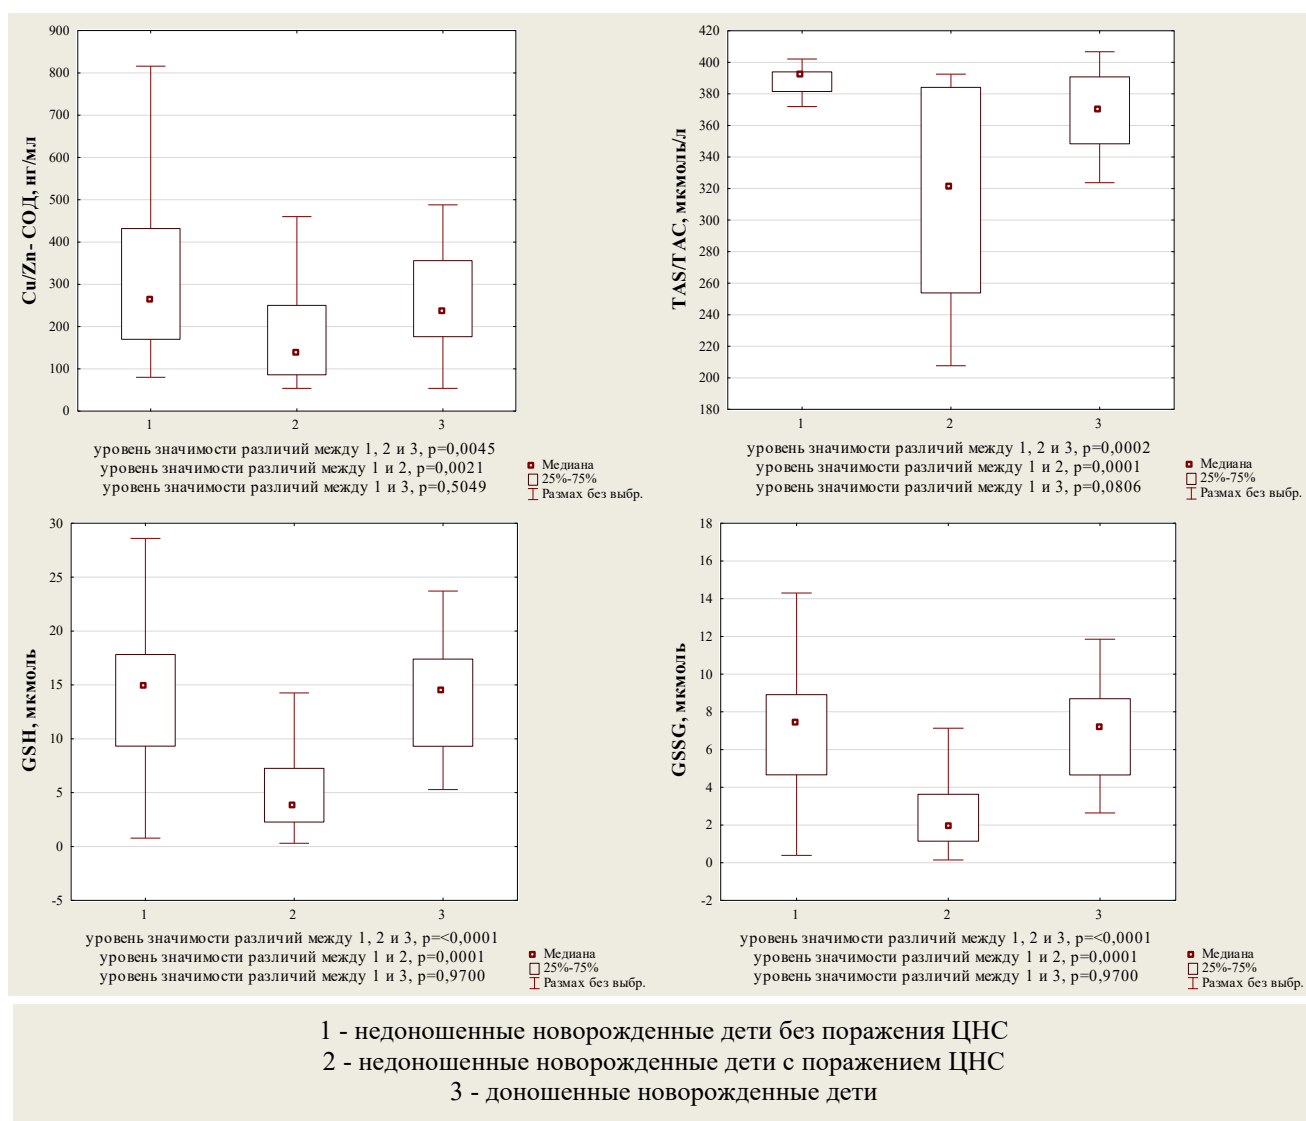 900
800
700
600
500
400
300
200
100
0
Cu/Zn- СОД, нг/мл
1 2 3
уровень значимости различий между 1, 2 и 3, p=0,0045
уровень значимости различий между 1 и 2, p=0,0021
уровень значимости различий между 1 и 3, p=0,5049
Медиана
25%-75%
Размах без выбр.
420
400
380
360
340
320
300
280
260
240
220
200
180
TAS/TAC, мкмоль/л
1 2 3
уровень значимости различий между 1, 2 и 3, p=0,0002
уровень значимости различий между 1 и 2, p=0,0001
уровень значимости различий между 1 и 3, p=0,0806
Медиана
25%-75%
Размах без выбр.
30
25
20
15
10
5
0
-5
GSH, мкмоль
1 2 3
уровень значимости различий между 1, 2 и 3, p=<0,0001
уровень значимости различий между 1 и 2, p=0,0001
уровень значимости различий между 1 и 3, p=0,9700
Медиана
25%-75%
Размах без выбр.
18
16
14
12
10
8
6
4
2
0
-2
GSSG, мкмоль
1 2 3
уровень значимости различий между 1, 2 и 3, p=<0,0001
уровень значимости различий между 1 и 2, p=0,0001
уровень значимости различий между 1 и 3, p=0,9700
Медиана
25%-75%
Размах без выбр.
1 - недоношенные новорожденные дети без поражения ЦНС
2 - недоношенные новорожденные дети с поражением ЦНС
3 - доношенные новорожденные дети